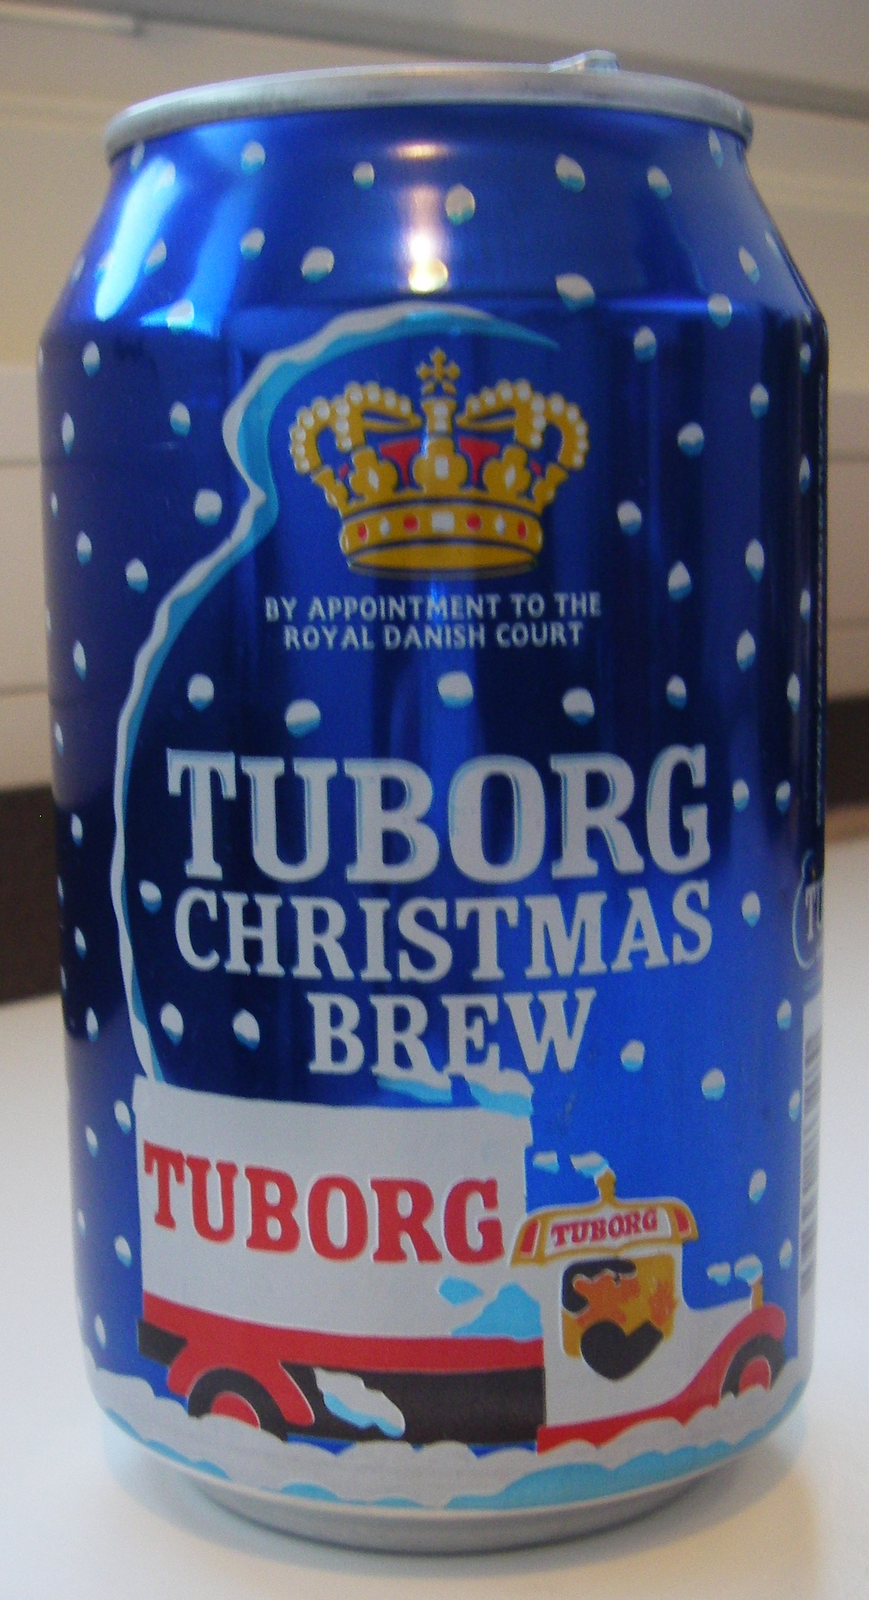 BY APPOINTMENT TO THE
ROYAL DANISH COURT
TUBORG
CHRISTMAS
BREW
TUBORG
TUBORG